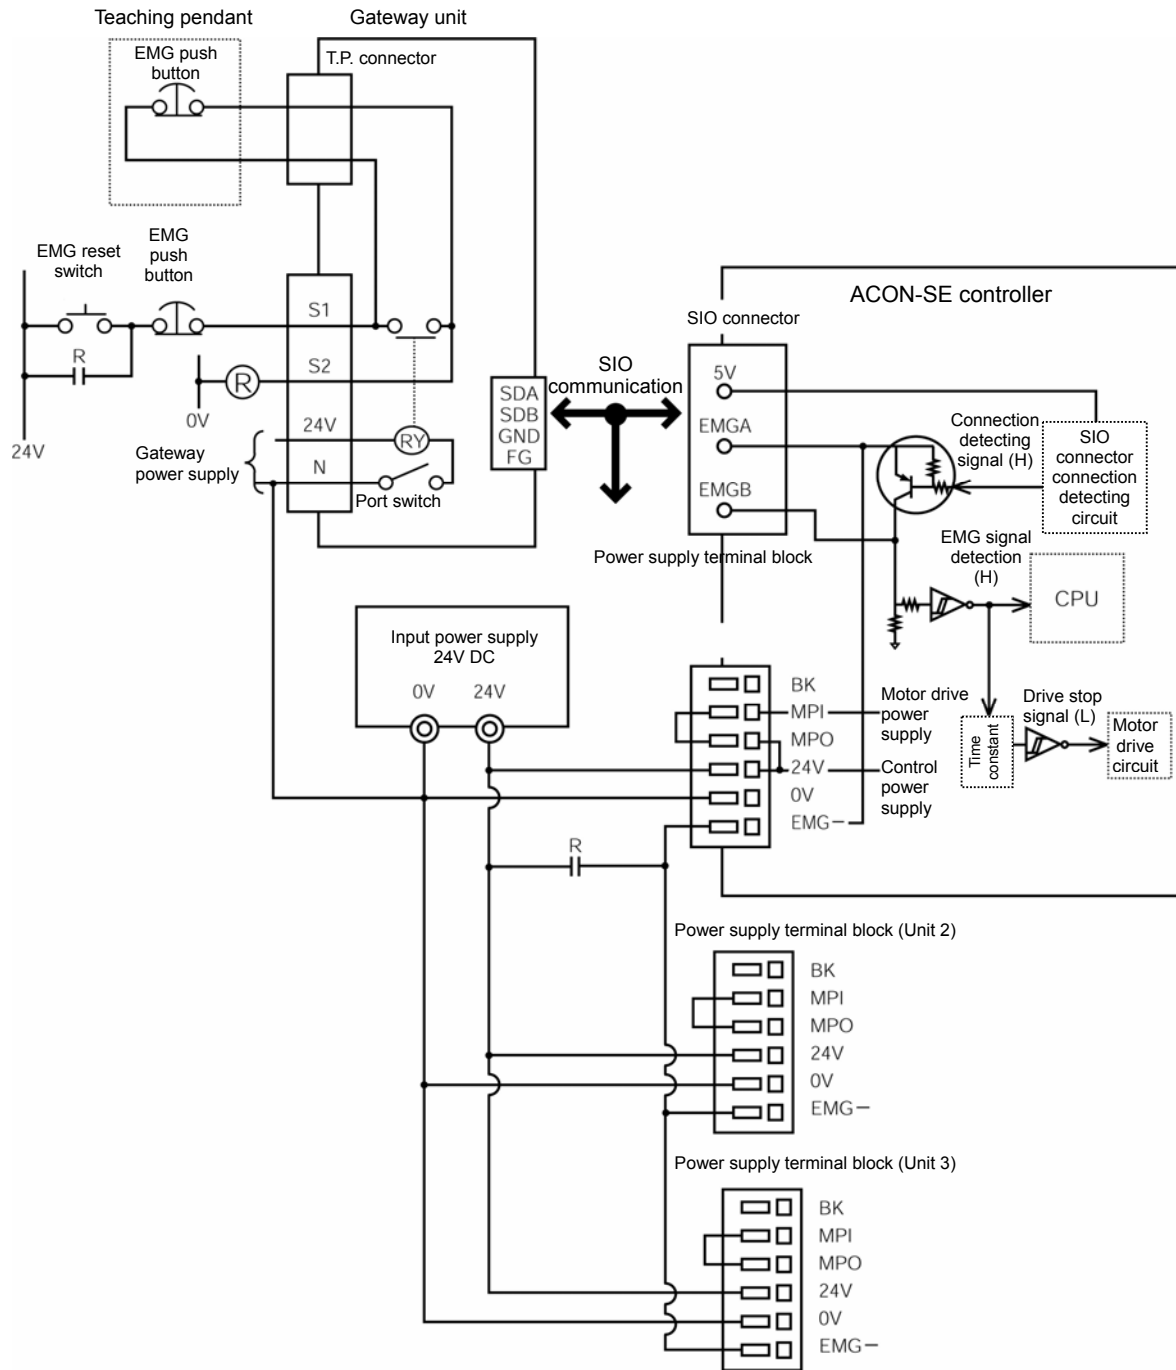 Teaching pendant
Gateway unit
EMG push
button
T.P. connector
EMG reset
switch
EMG
push
button
S1
R
S2
R
0V
24V
24V
RY
Gateway
power supply
N
Port switch
SDA
SDB
GND
FG
SIO
communication
ACON-SE controller
SIO connector
5V
EMGA
EMGB
Connection
detecting
signal (H)
SIO
connector
connection
detecting
circuit
Power supply terminal block
EMG signal
detection
(H)
CPU
Input power supply
24V DC
0V
24V
BK
MPI
MPO
24V
0V
EMG－
Motor drive
power
supply
Control
power
supply
Time
constant
Drive stop
signal (L)
Motor
drive
circuit
R
Power supply terminal block (Unit 2)
BK
MPI
MPO
24V
0V
EMG－
Power supply terminal block (Unit 3)
BK
MPI
MPO
24V
0V
EMG－